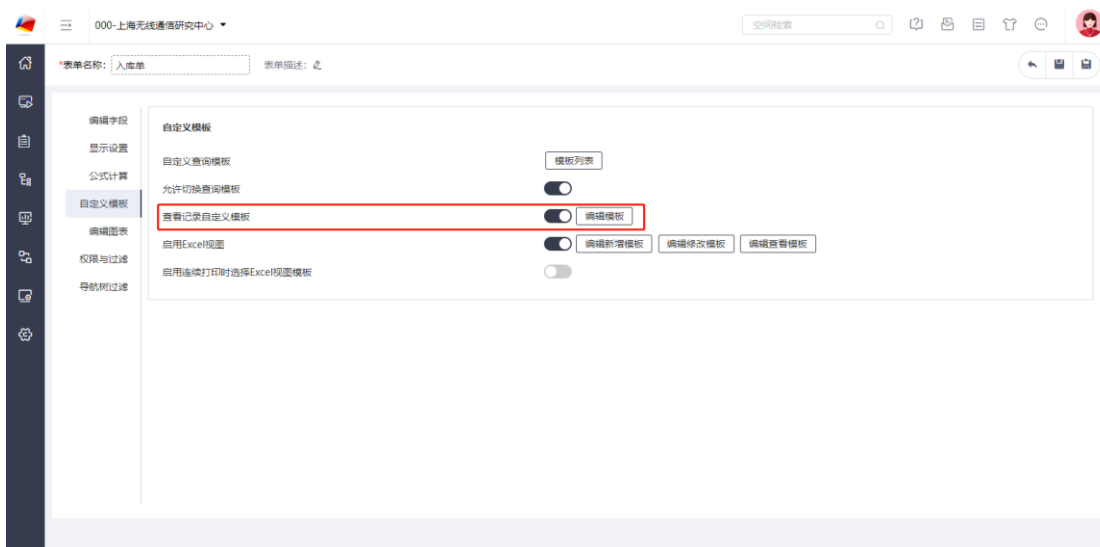 000-上海无线通信研究中心
空间检索
*表单名称: 入库单
表单描述:
编辑字段
显示设置
公式计算
自定义模板
编辑图表
权限与过滤
导航树过滤
自定义模板
自定义查询模板 模板列表
允许切换查询模板
查看记录自定义模板 编辑模板
启用Excel视图 编辑新增模板 编辑修改模板 编辑查看模板
启用连续打印时选择Excel视图模板